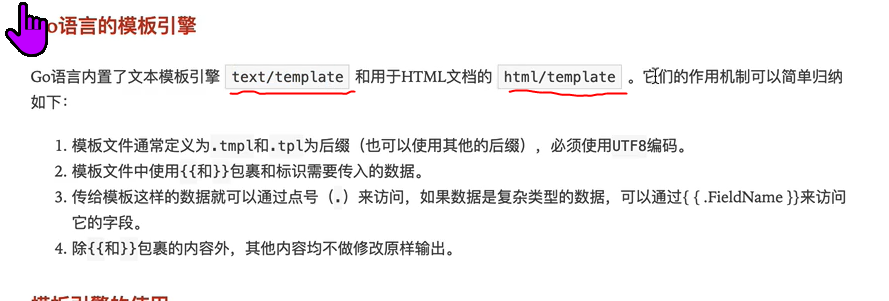 o语言的模板引擎
Go语言内置了文本模板引擎 text/template 和用于HTML文档的 html/template 。它们的作用机制可以简单归纳
如下：
1. 模板文件通常定义为.tmpl和.tpl为后缀（也可以使用其他的后缀），必须使用UTF8编码。
2. 模板文件中使用{{和}}包裹和标识需要传入的数据。
3. 传给模板这样的数据就可以通过点号（.）来访问，如果数据是复杂类型的数据，可以通过{ { .FieldName }}来访问
它的字段。
4. 除{{和}}包裹的内容外，其他内容均不做修改原样输出。
模板引擎的使用